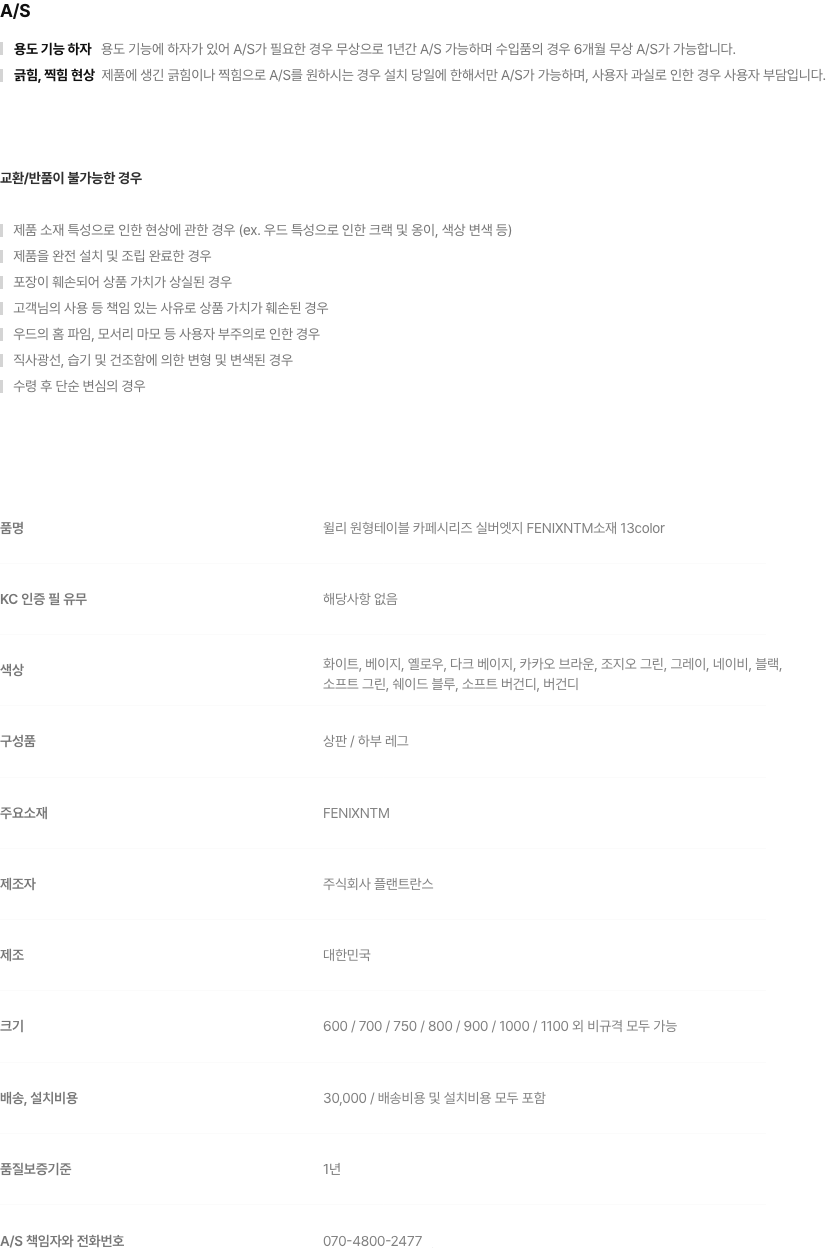 A/S
용도 기능 하자 용도 기능에 하자가 있어 A/S가 필요한 경우 무상으로 1년간 A/S 가능하며 수입품의 경우 6개월 무상 A/S가 가능합니다.
긁힘, 찍힘 현상 제품에 생긴 긁힘이나 찍힘으로 A/S를 원하시는 경우 설치 당일에 한해서만 A/S가 가능하며, 사용자 과실로 인한 경우 사용자 부담입니다.
교환/반품이 불가능한 경우
제품 소재 특성으로 인한 현상에 관한 경우 (ex. 우드 특성으로 인한 크랙 및 옹이, 색상 변색 등)
제품을 완전 설치 및 조립 완료한 경우
포장이 훼손되어 상품 가치가 상실된 경우
고객님의 사용 등 책임 있는 사유로 상품 가치가 훼손된 경우
우드의 홈 파임, 모서리 마모 등 사용자 부주의로 인한 경우
직사광선, 습기 및 건조함에 의한 변형 및 변색된 경우
수령 후 단순 변심의 경우
품명 윌리 원형테이블 카페시리즈 실버엣지 FENIXNTM소재 13color
KC 인증 필 유무 해당사항 없음
색상 화이트, 베이지, 옐로우, 다크 베이지, 카카오 브라운, 조지오 그린, 그레이, 네이비, 블랙,
소프트 그린, 쉐이드 블루, 소프트 버건디, 버건디
구성품 상판 / 하부 레그
주요소재 FENIXNTM
제조자 주식회사 플랜트란스
제조 대한민국
크기 600 / 700 / 750 / 800 / 900 / 1000 / 1100 외 비규격 모두 가능
배송, 설치비용 30,000 / 배송비용 및 설치비용 모두 포함
품질보증기준 1년
A/S 책임자와 전화번호 070-4800-2477